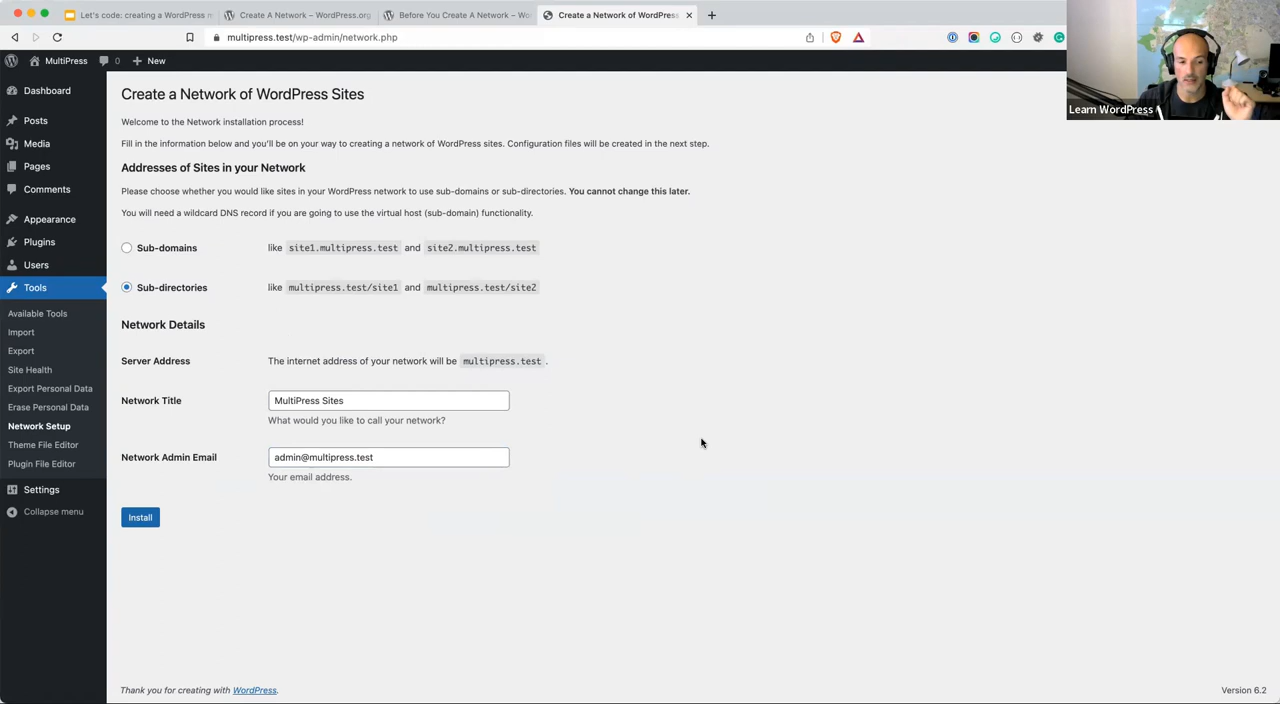 Let's code: creating a WordPress
Create A Network – WordPress.org
Before You Create A Network – Wo
Create a Network of WordPress
multipress.test/wp-admin/network.php
MultiPress
0
New
Learn WordPress
Dashboard
Posts
Media
Pages
Comments
Appearance
Plugins
Users
Tools
Available Tools
Import
Export
Site Health
Export Personal Data
Erase Personal Data
Network Setup
Theme File Editor
Plugin File Editor
Settings
Collapse menu
Create a Network of WordPress Sites
Welcome to the Network installation process!
Fill in the information below and you'll be on your way to creating a network of WordPress sites. Configuration files will be created in the next step.
Addresses of Sites in your Network
Please choose whether you would like sites in your WordPress network to use sub-domains or sub-directories. You cannot change this later.
You will need a wildcard DNS record if you are going to use the virtual host (sub-domain) functionality.
Sub-domains like site1.multipress.test and site2.multipress.test
Sub-directories like multipress.test/site1 and multipress.test/site2
Network Details
Server Address The internet address of your network will be multipress.test.
Network Title MultiPress Sites
What would you like to call your network?
Network Admin Email admin@multipress.test
Your email address.
Install
Thank you for creating with WordPress.
Version 6.2